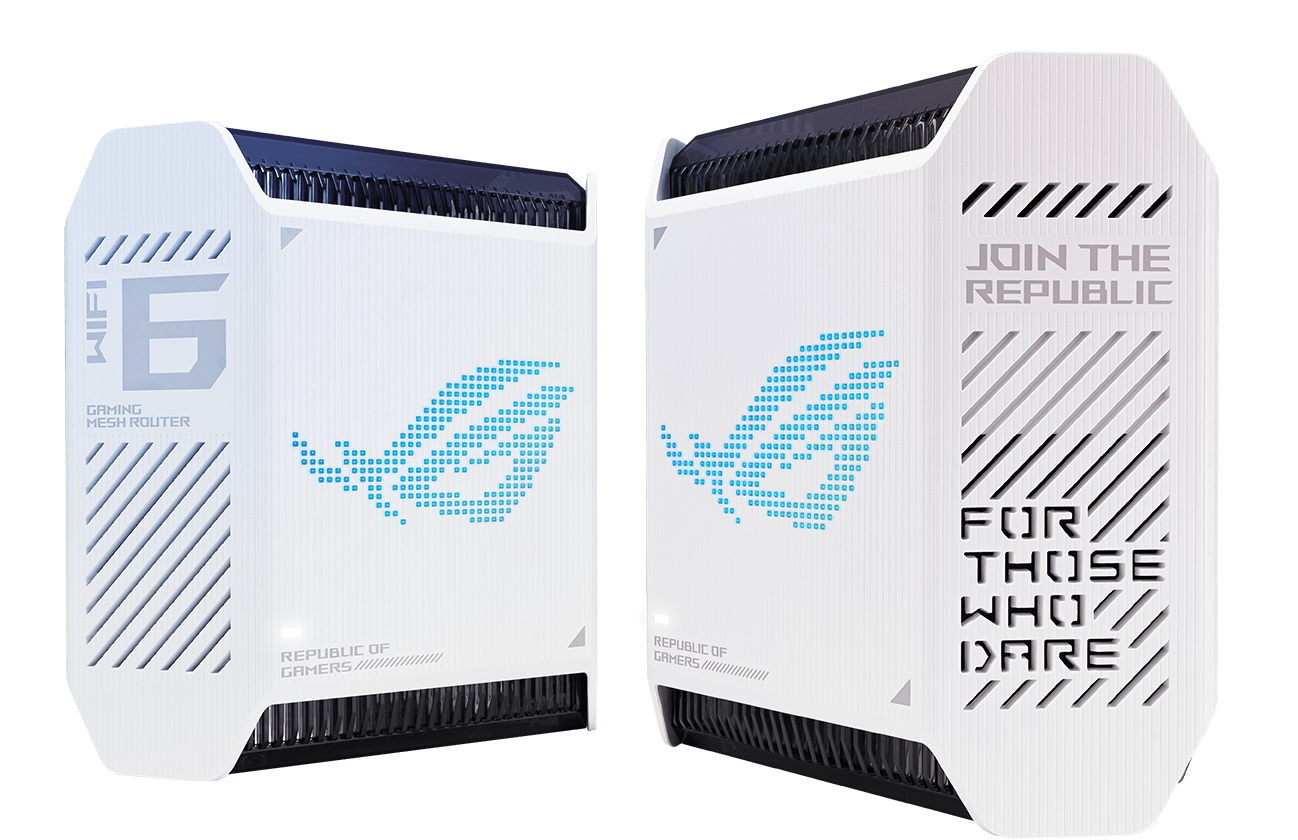 WIFI
6
GAMING
MESH ROUTER
REPUBLIC OF
GAMERS
REPUBLIC OF
GAMERS
JOIN THE
REPUBLIC
FOR
THOSE
WHO
DARE